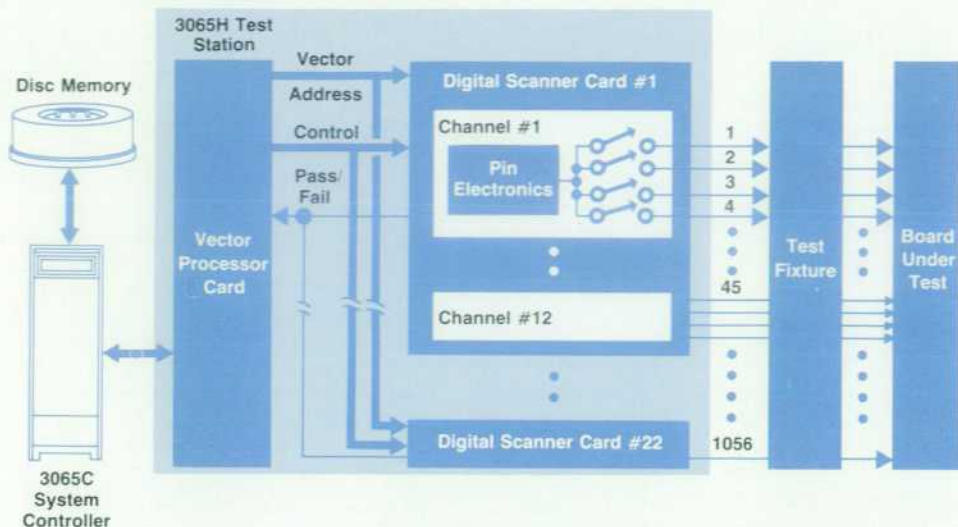 3065H Test
Station
Disc Memory
Vector
Address
Control
Pass/
Fail
Vector
Processor
Card
3065C
System
Controller
Digital Scanner Card #1
Channel #1
Pin
Electronics
Channel #12
Digital Scanner Card #22
1
2
3
4
45
1056
Test
Fixture
Board
Under
Test